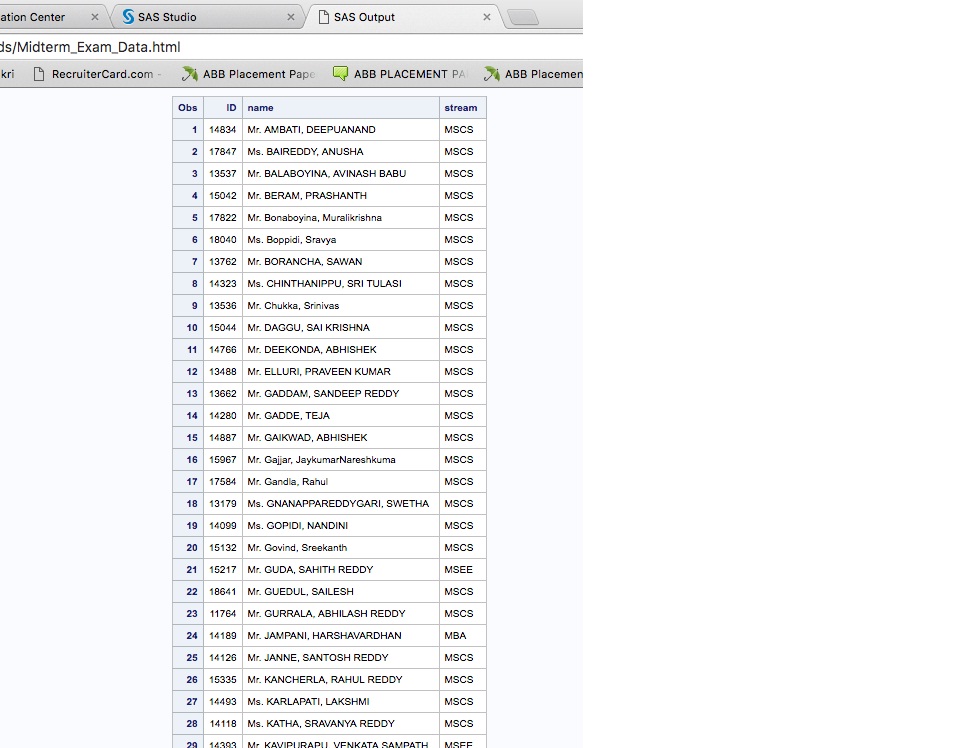 ation Center × SAS Studio × SAS Output ×
ds/Midterm_Exam_Data.html
kri RecruiterCard.com - ABB Placement Pape ABB PLACEMENT PA ABB Placemen
Obs ID name stream
1 14834 Mr. AMBATI, DEEPUANAND MSCS
2 17847 Ms. BAIREDDY, ANUSHA MSCS
3 13537 Mr. BALABOYINA, AVINASH BABU MSCS
4 15042 Mr. BERAM, PRASHANTH MSCS
5 17822 Mr. Bonaboyina, Muralikrishna MSCS
6 18040 Ms. Boppidi, Sravya MSCS
7 13762 Mr. BORANCHA, SAWAN MSCS
8 14323 Ms. CHINTHANIPPU, SRI TULASI MSCS
9 13536 Mr. Chukka, Srinivas MSCS
10 15044 Mr. DAGGU, SAI KRISHNA MSCS
11 14766 Mr. DEEKONDA, ABHISHEK MSCS
12 13488 Mr. ELLURI, PRAVEEN KUMAR MSCS
13 13662 Mr. GADDAM, SANDEEP REDDY MSCS
14 14280 Mr. GADDE, TEJA MSCS
15 14887 Mr. GAIKWAD, ABHISHEK MSCS
16 15967 Mr. Gajjar, JaykumarNareshkuma MSCS
17 17584 Mr. Gandla, Rahul MSCS
18 13179 Ms. GNANAPPAREDDYGARI, SWETHA MSCS
19 14099 Ms. GOPIDI, NANDINI MSCS
20 15132 Mr. Govind, Sreekanth MSCS
21 15217 Mr. GUDA, SAHITH REDDY MSEE
22 18641 Mr. GUEDUL, SAILESH MSCS
23 11764 Mr. GURRALA, ABHILASH REDDY MSCS
24 14189 Mr. JAMPANI, HARSHAVARDHAN MBA
25 14126 Mr. JANNE, SANTOSH REDDY MSCS
26 15335 Mr. KANCHERLA, RAHUL REDDY MSCS
27 14493 Ms. KARLAPATI, LAKSHMI MSCS
28 14118 Ms. KATHA, SRAVANYA REDDY MSCS
29 14393 Mr. KAVIPURAPU, VENKATA SAMPATH MSEE